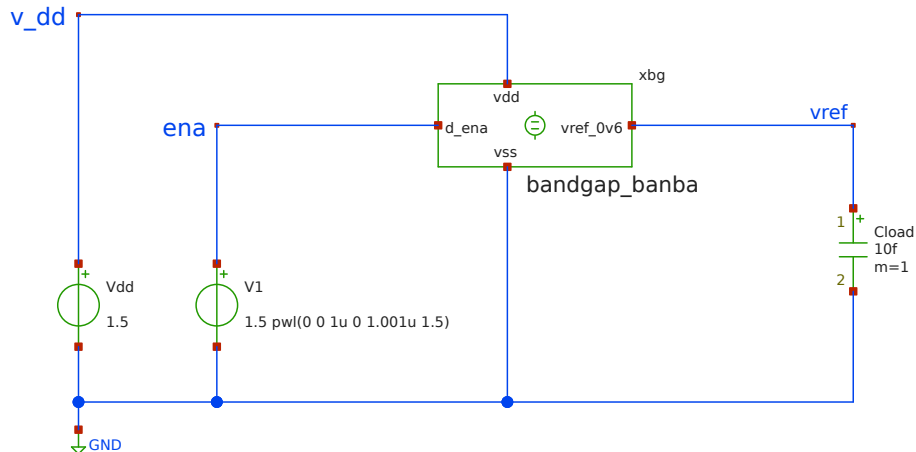 v_dd
xbg
vdd
ena
d_ena
vref_0v6
vref
vss
bandgap_banba
1
+
Cload
10f
m=1
2
+
Vdd
1.5
+
V1
1.5 pwl(0 0 1u 0 1.001u 1.5)
GND